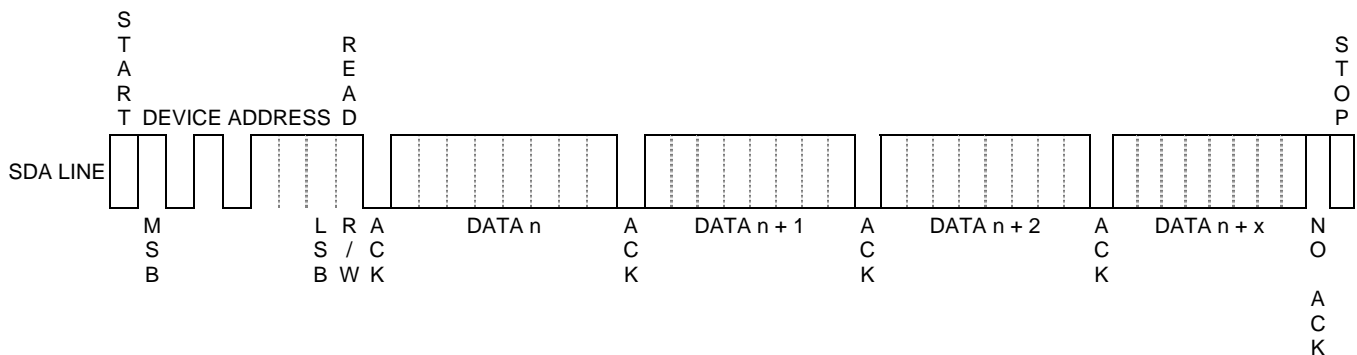 START
READ
STOP
DEVICE ADDRESS
SDA LINE
MSB
LSB
R/W
ACK
DATA n
ACK
DATA n + 1
ACK
DATA n + 2
ACK
DATA n + x
NO ACK